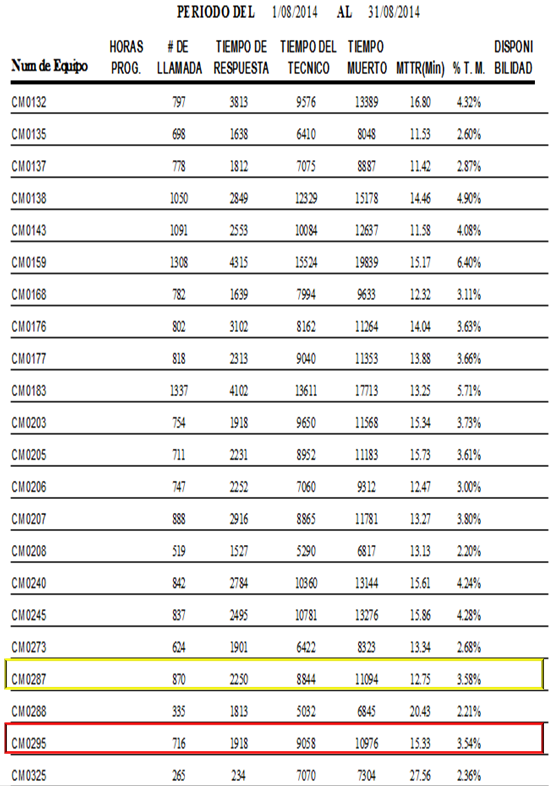 PERIODO DEL 1/08/2014 AL 31/08/2014
HORAS # DE TIEMPO DE TIEMPO DEL TIEMPO DISPONI
Num de Equipo PROG. LLAMADA RESPUESTA TECNICO MUERTO MTTR(Min) % T. M. BILIDAD
CM0132 797 3813 9576 13389 16.80 4.32%
CM0135 698 1638 6410 8048 11.53 2.60%
CM0137 778 1812 7075 8887 11.42 2.87%
CM0138 1050 2849 12329 15178 14.46 4.90%
CM0143 1091 2553 10084 12637 11.58 4.08%
CM0159 1308 4315 15524 19839 15.17 6.40%
CM0168 782 1639 7994 9633 12.32 3.11%
CM0176 802 3102 8162 11264 14.04 3.63%
CM0177 818 2313 9040 11353 13.88 3.66%
CM0183 1337 4102 13611 17713 13.25 5.71%
CM0203 754 1918 9650 11568 15.34 3.73%
CM0205 711 2231 8952 11183 15.73 3.61%
CM0206 747 2252 7060 9312 12.47 3.00%
CM0207 888 2916 8865 11781 13.27 3.80%
CM0208 519 1527 5290 6817 13.13 2.20%
CM0240 842 2784 10360 13144 15.61 4.24%
CM0245 837 2495 10781 13276 15.86 4.28%
CM0273 624 1901 6422 8323 13.34 2.68%
CM0287 870 2250 8844 11094 12.75 3.58%
CM0288 335 1813 5032 6845 20.43 2.21%
CM0295 716 1918 9058 10976 15.33 3.54%
CM0325 265 234 7070 7304 27.56 2.36%